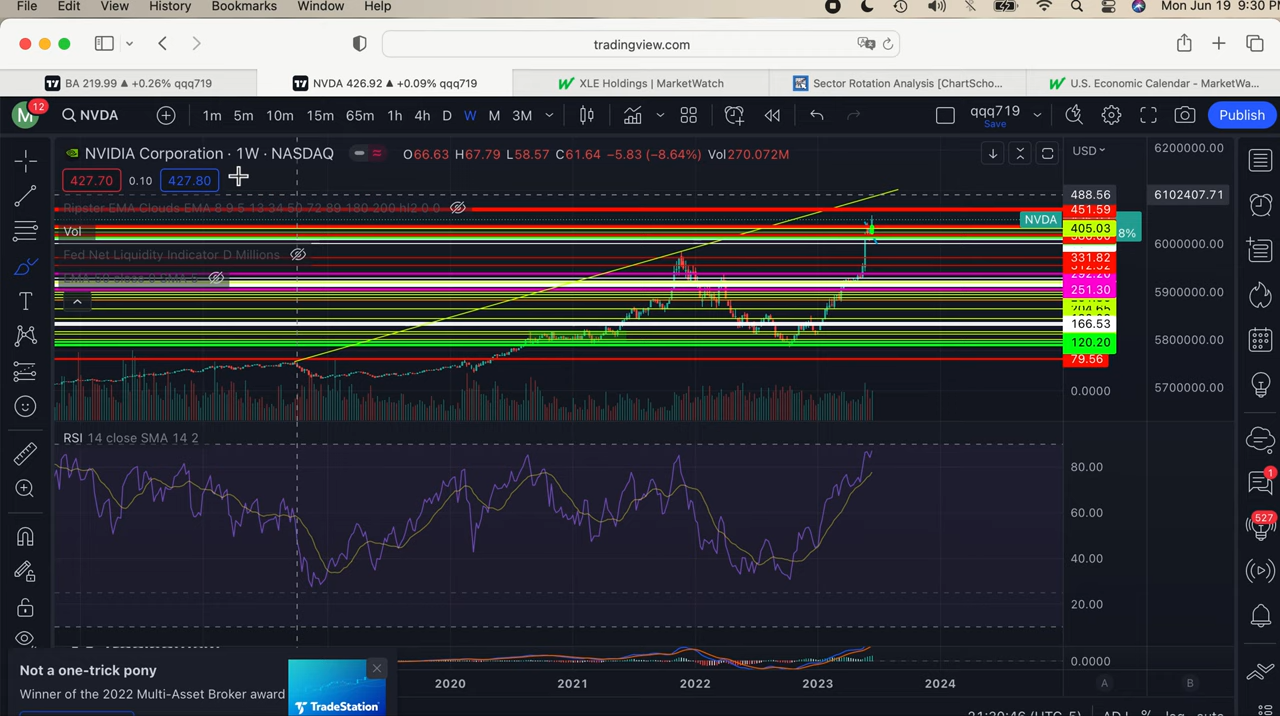 File Edit View History Bookmarks Window Help Mon Jun 19 9:30 PM
tradingview.com
BA 219.99 ▲ +0.26% qqq719
NVDA 426.92 ▲ +0.09% qqq719
XLE Holdings | MarketWatch
Sector Rotation Analysis [ChartScho...
U.S. Economic Calendar - MarketWa...
M 12 NVDA 1m 5m 10m 15m 65m 1h 4h D W M 3M qqq719 Save Publish
NVIDIA Corporation · 1W · NASDAQ O66.63 H67.79 L58.57 C61.64 −5.83 (−8.64%) Vol270.072M
427.70 0.10 427.80
Ripster EMA Clouds EMA 8 9 5 13 34 50 72 89 180 200 hl2 0 0
Vol
Fed Net Liquidity Indicator D Millions
USD
488.56
451.59
NVDA
405.03
8%
331.82
251.30
166.53
120.20
79.56
0.0000
6200000.00
6102407.71
6000000.00
5900000.00
5800000.00
5700000.00
RSI 14 close SMA 14 2
80.00
60.00
40.00
20.00
0.0000
1
527
Not a one-trick pony
Winner of the 2022 Multi-Asset Broker award
TradeStation
2020 2021 2022 2023 2024 A B